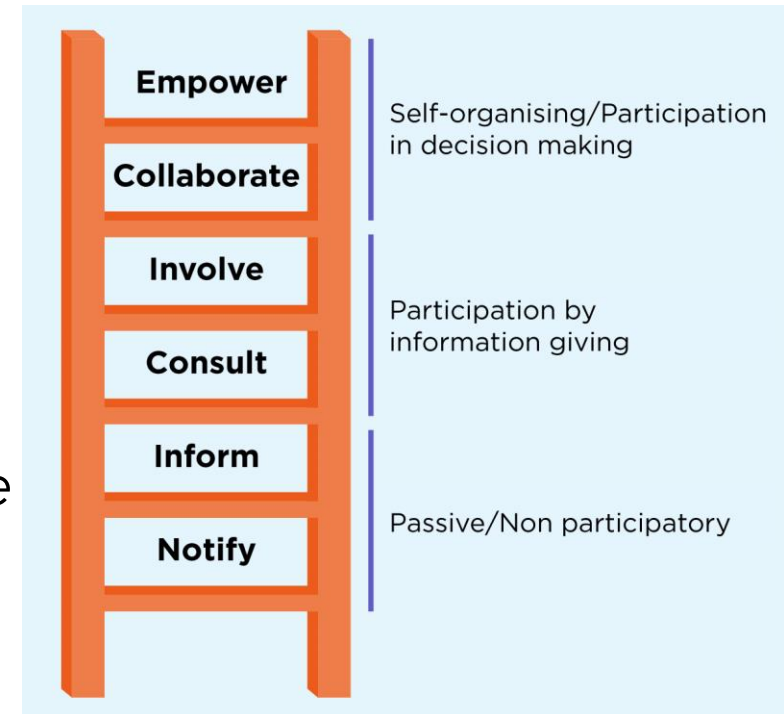 Empower
Self-organising/Participation
in decision making
Collaborate
Involve
Participation by
information giving
Consult
Inform
e
Passive/Non participatory
Notify